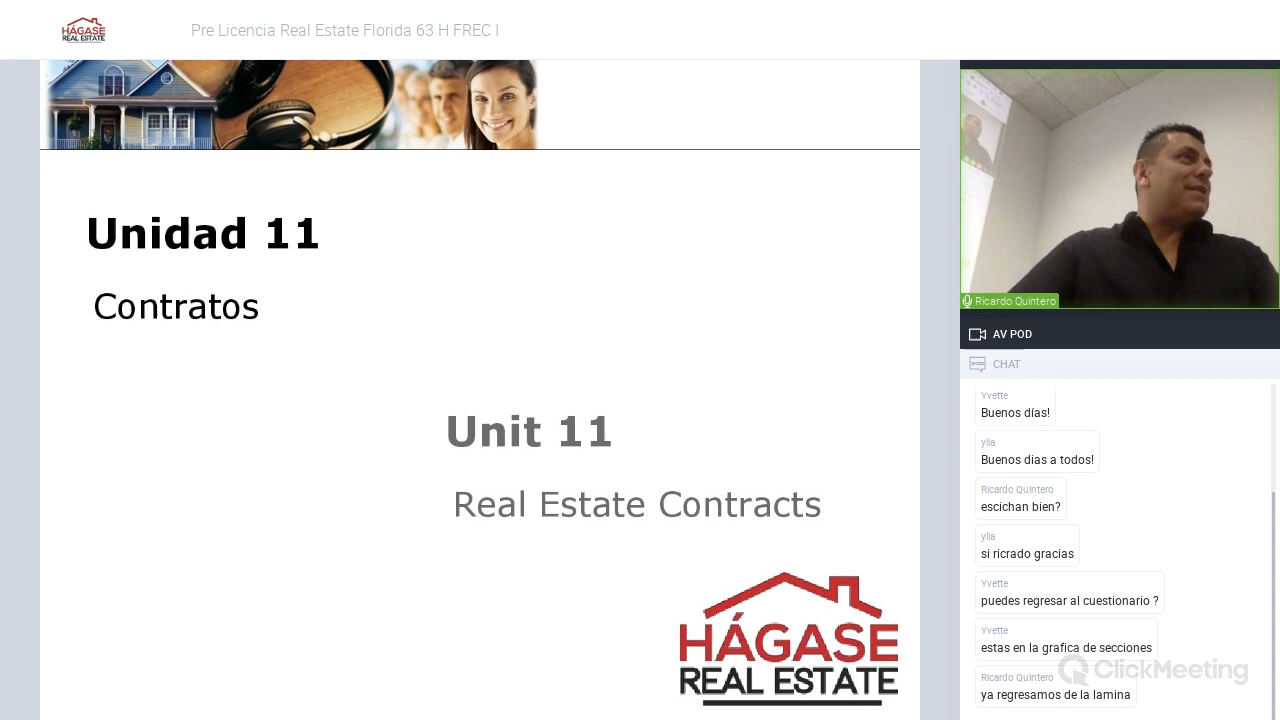 HÁGASE
REAL ESTATE
Pre Licencia Real Estate Florida 63 H FREC I
Unidad 11
Contratos
Unit 11
Real Estate Contracts
HÁGASE
REAL ESTATE
Ricardo Quintero
AV POD
CHAT
Yvette
Buenos días!
ylia
Buenos dias a todos!
Ricardo Quintero
escichan bien?
ylia
si ricrado gracias
Yvette
puedes regresar al cuestionario ?
Yvette
estas en la grafica de secciones
Ricardo Quintero
ya regresamos de la lamina
ClickMeeting